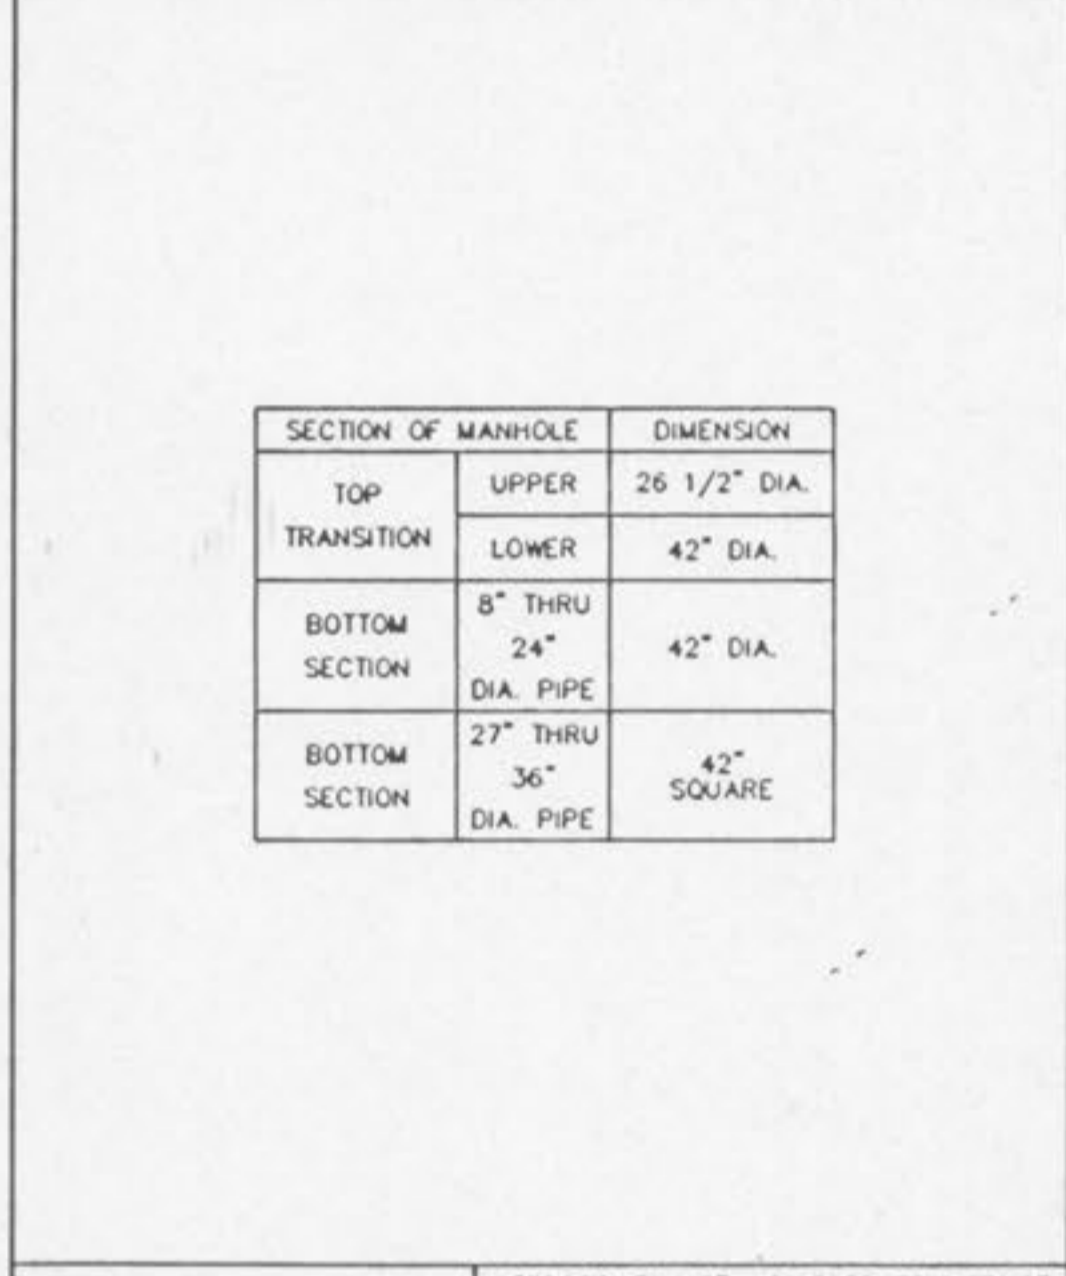 SECTION OF MANHOLE DIMENSION
TOP
TRANSITION
UPPER
26 1/2" DIA.
LOWER
42" DIA.
BOTTOM
SECTION
8" THRU
24"
DIA. PIPE
42" DIA.
BOTTOM
SECTION
27" THRU
36"
DIA. PIPE
42"
SQUARE